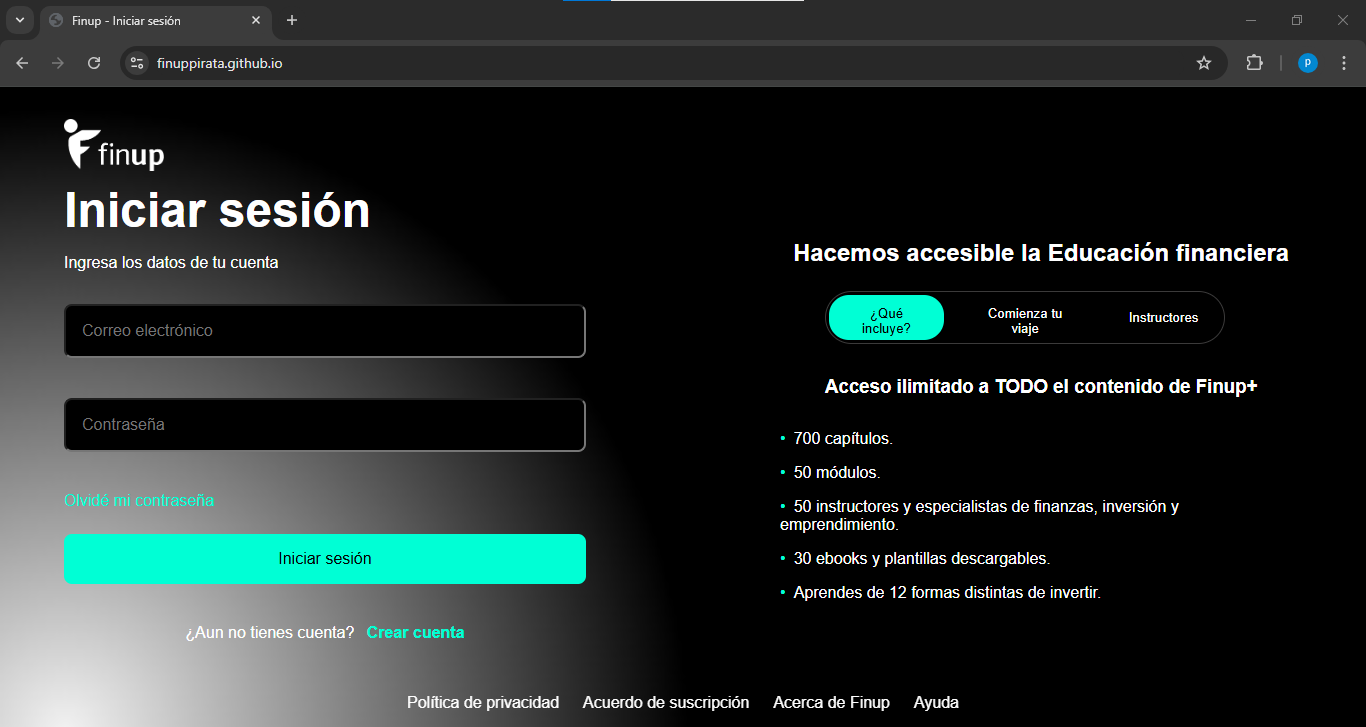 Finup - Iniciar sesión
finuppirata.github.io
p
finup
Iniciar sesión
Ingresa los datos de tu cuenta
Correo electrónico
Contraseña
Olvidé mi contraseña
Iniciar sesión
¿Aun no tienes cuenta? Crear cuenta
Hacemos accesible la Educación financiera
¿Qué
incluye?
Comienza tu
viaje
Instructores
Acceso ilimitado a TODO el contenido de Finup+
• 700 capítulos.
• 50 módulos.
• 50 instructores y especialistas de finanzas, inversión y
emprendimiento.
• 30 ebooks y plantillas descargables.
• Aprendes de 12 formas distintas de invertir.
Política de privacidad Acuerdo de suscripción Acerca de Finup Ayuda